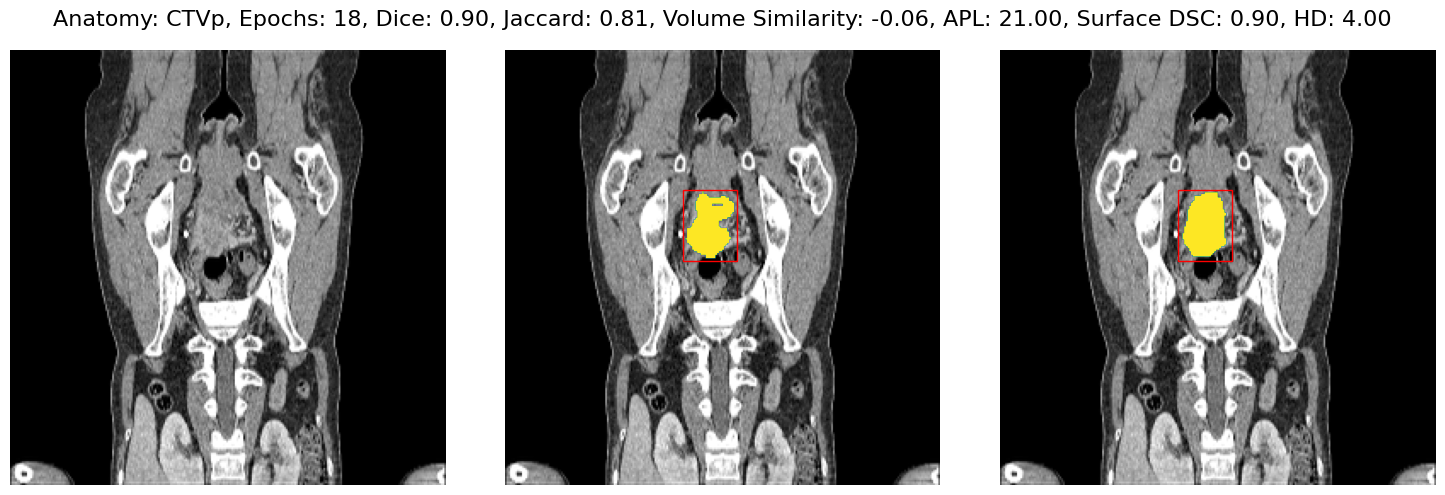 Anatomy: CTVp, Epochs: 18, Dice: 0.90, Jaccard: 0.81, Volume Similarity: -0.06, APL: 21.00, Surface DSC: 0.90, HD: 4.00